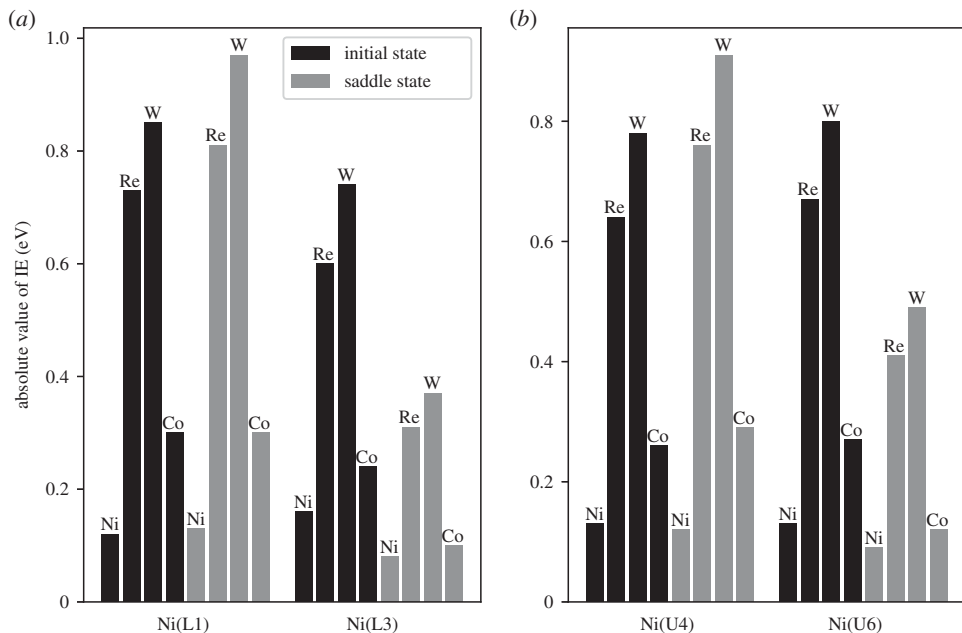 (a)
absolute value of IE (eV)
1.0
0.8
0.6
0.4
0.2
0
initial state
saddle state
Ni
Re
W
Co
Ni
Re
W
Co
Ni
Re
W
Co
Ni
Re
W
Co
Ni(L1) Ni(L3)
(b)
0.8
0.6
0.4
0.2
0
Ni
Re
W
Co
Ni
Re
W
Co
Ni
Re
W
Co
Ni
Re
W
Co
Ni(U4) Ni(U6)